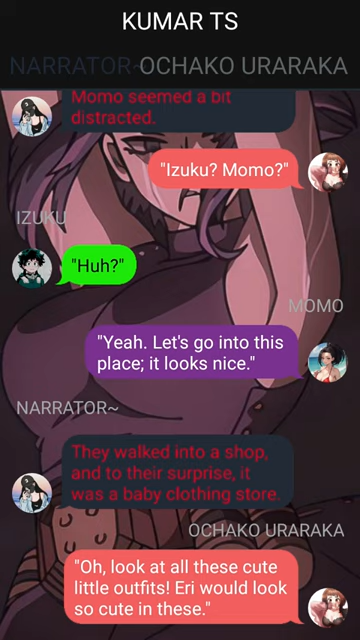 KUMAR TS
NARRATOR~
OCHAKO URARAKA
Momo seemed a bit
distracted.
"Izuku? Momo?"
IZUKU
"Huh?"
MOMO
"Yeah. Let's go into this
place; it looks nice."
NARRATOR~
They walked into a shop,
and to their surprise, it
was a baby clothing store.
OCHAKO URARAKA
"Oh, look at all these cute
little outfits! Eri would look
so cute in these."